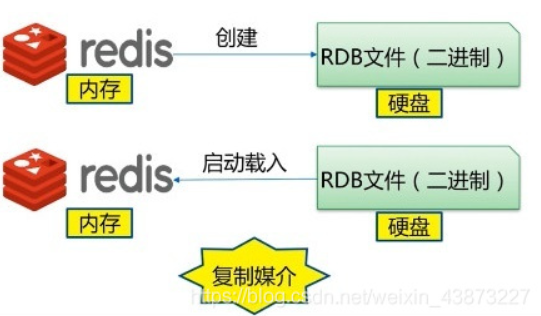 redis
创建
RDB文件（二进制）
内存
硬盘
redis
启动载入
RDB文件（二进制）
内存
硬盘
复制媒介
https://blog.csdn.net/weixin_43873227